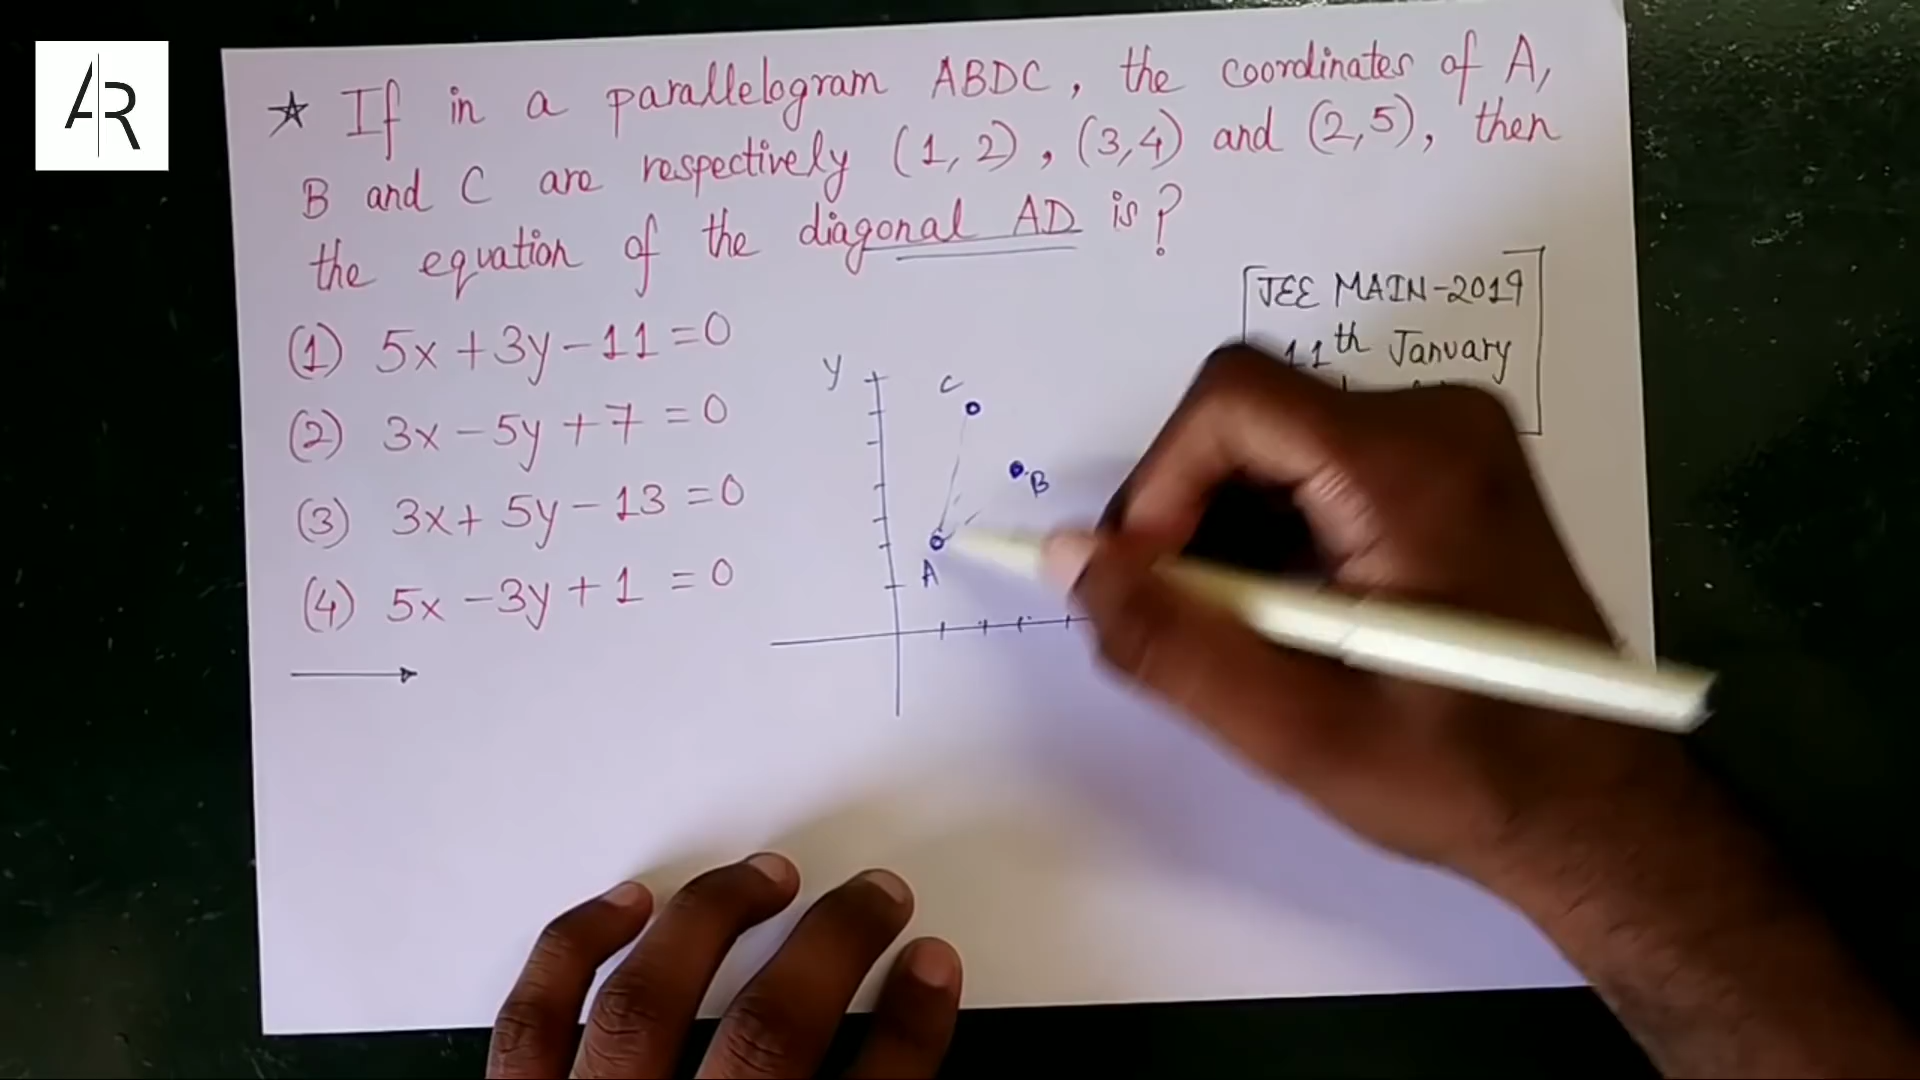 AR
☆ If in a parallelogram ABDC, the coordinates of A,
B and C are respectively (1,2), (3,4) and (2,5), then
the equation of the diagonal AD is?
JEE MAIN-2019
11th January
(1) 5x+3y-11=0
(2) 3x-5y+7=0
(3) 3x+5y-13=0
(4) 5x-3y+1=0
y
C
B
A